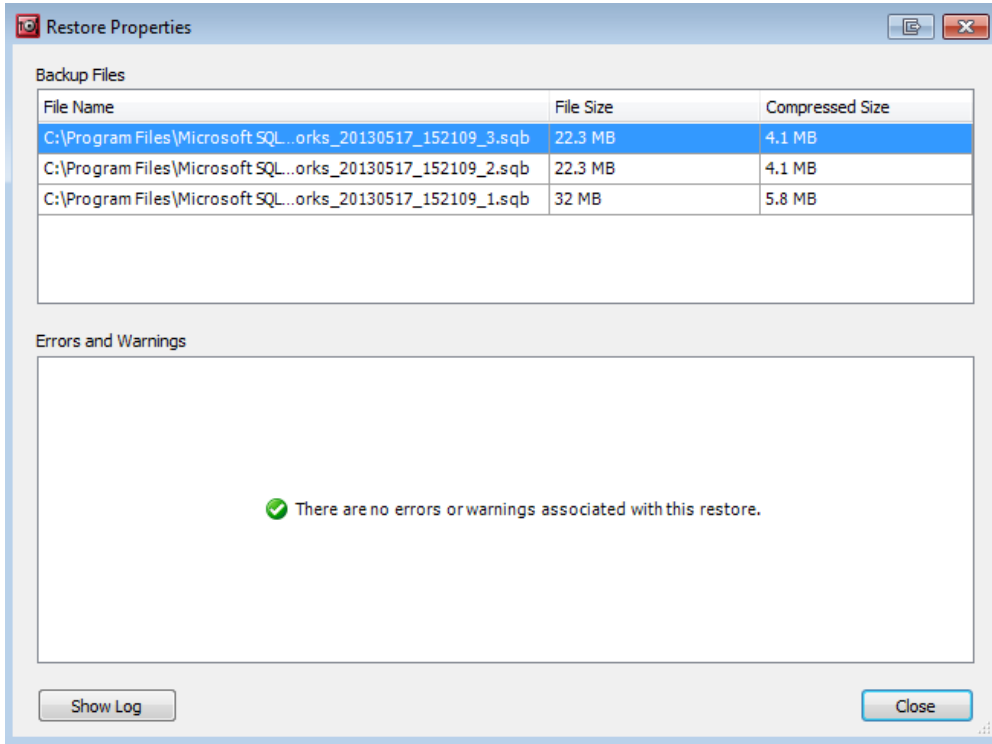 Restore Properties
Backup Files
File Name File Size Compressed Size
C:\Program Files\Microsoft SQL...orks_20130517_152109_3.sqb 22.3 MB 4.1 MB
C:\Program Files\Microsoft SQL...orks_20130517_152109_2.sqb 22.3 MB 4.1 MB
C:\Program Files\Microsoft SQL...orks_20130517_152109_1.sqb 32 MB 5.8 MB
Errors and Warnings
There are no errors or warnings associated with this restore.
Show Log Close